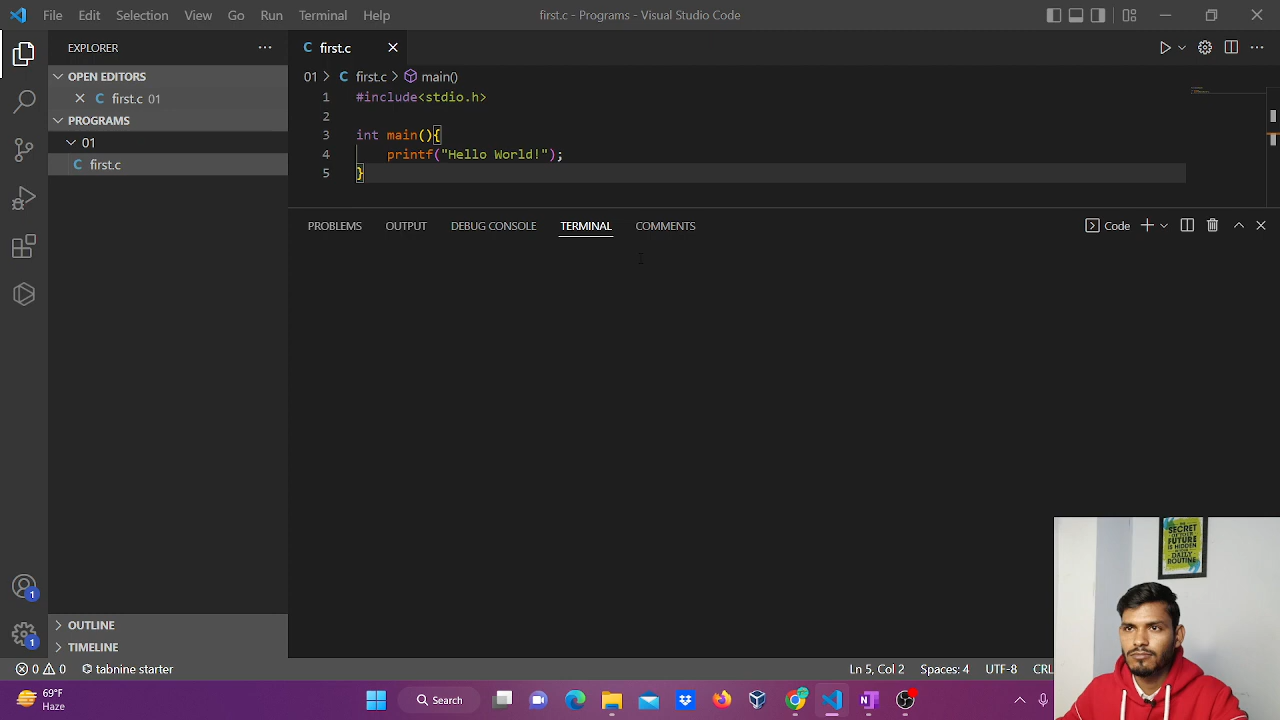 File Edit Selection View Go Run Terminal Help first.c - Programs - Visual Studio Code
EXPLORER
OPEN EDITORS
first.c 01
PROGRAMS
01
first.c
OUTLINE
TIMELINE
first.c
01 > first.c > main()
1 #include<stdio.h>
2
3 int main(){
4 printf("Hello World!");
5 }
PROBLEMS OUTPUT DEBUG CONSOLE TERMINAL COMMENTS Code
SECRET
OF YOUR
FUTURE
IS HIDDEN
DAILY
ROUTINE
1
1
0 0 tabnine starter Ln 5, Col 2 Spaces: 4 UTF-8 CRL
69°F
Haze
Search